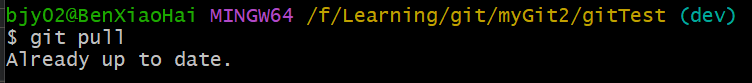 bjy02@BenXiaoHai MINGW64 /f/Learning/git/myGit2/gitTest (dev)
$ git pull
Already up to date.